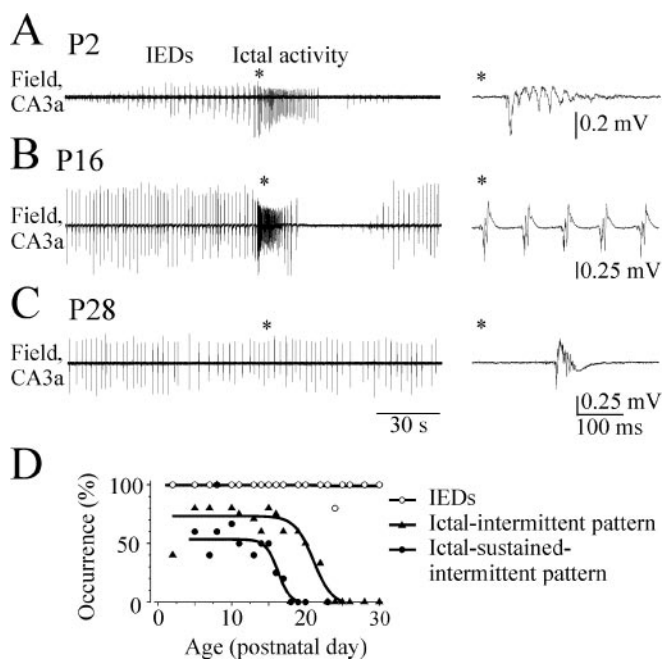 A P2
IEDs Ictal activity
*
Field,
CA3a
*
0.2 mV
B P16
*
Field,
CA3a
*
0.25 mV
C P28
*
Field,
CA3a
*
0.25 mV
30 s
100 ms
D
100
50
0
Occurrence (%)
0 10 20 30
Age (postnatal day)
IEDs
Ictal-intermittent pattern
Ictal-sustained-
intermittent pattern